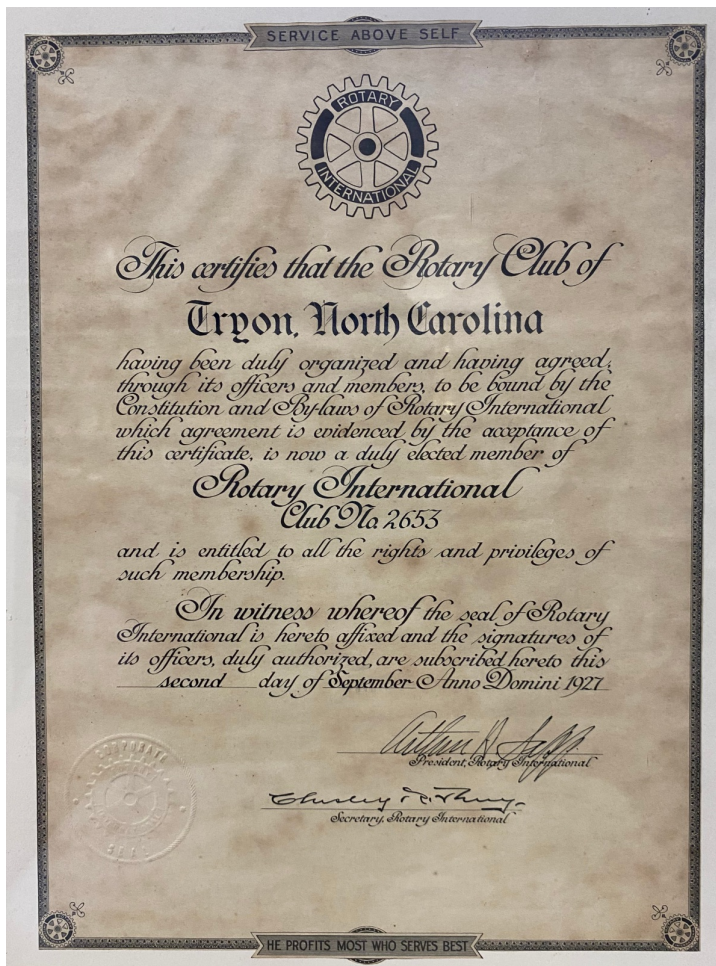 SERVICE ABOVE SELF
ROTARY
INTERNATIONAL
This certifies that the Rotary Club of
Tryon, North Carolina
having been duly organized and having agreed,
through its officers and members, to be bound by the
Constitution and By-laws of Rotary International
which agreement is evidenced by the acceptance of
this certificate, is now a duly elected member of
Rotary International
Club No. 2653
and is entitled to all the rights and privileges of
such membership.
In witness whereof the seal of Rotary
International is hereto affixed and the signatures of
its officers, duly authorized, are subscribed hereto this
second day of September Anno Domini 1927
Arthur H Sapp
President, Rotary International
Secretary, Rotary International
CORPORATE
SEAL
HE PROFITS MOST WHO SERVES BEST